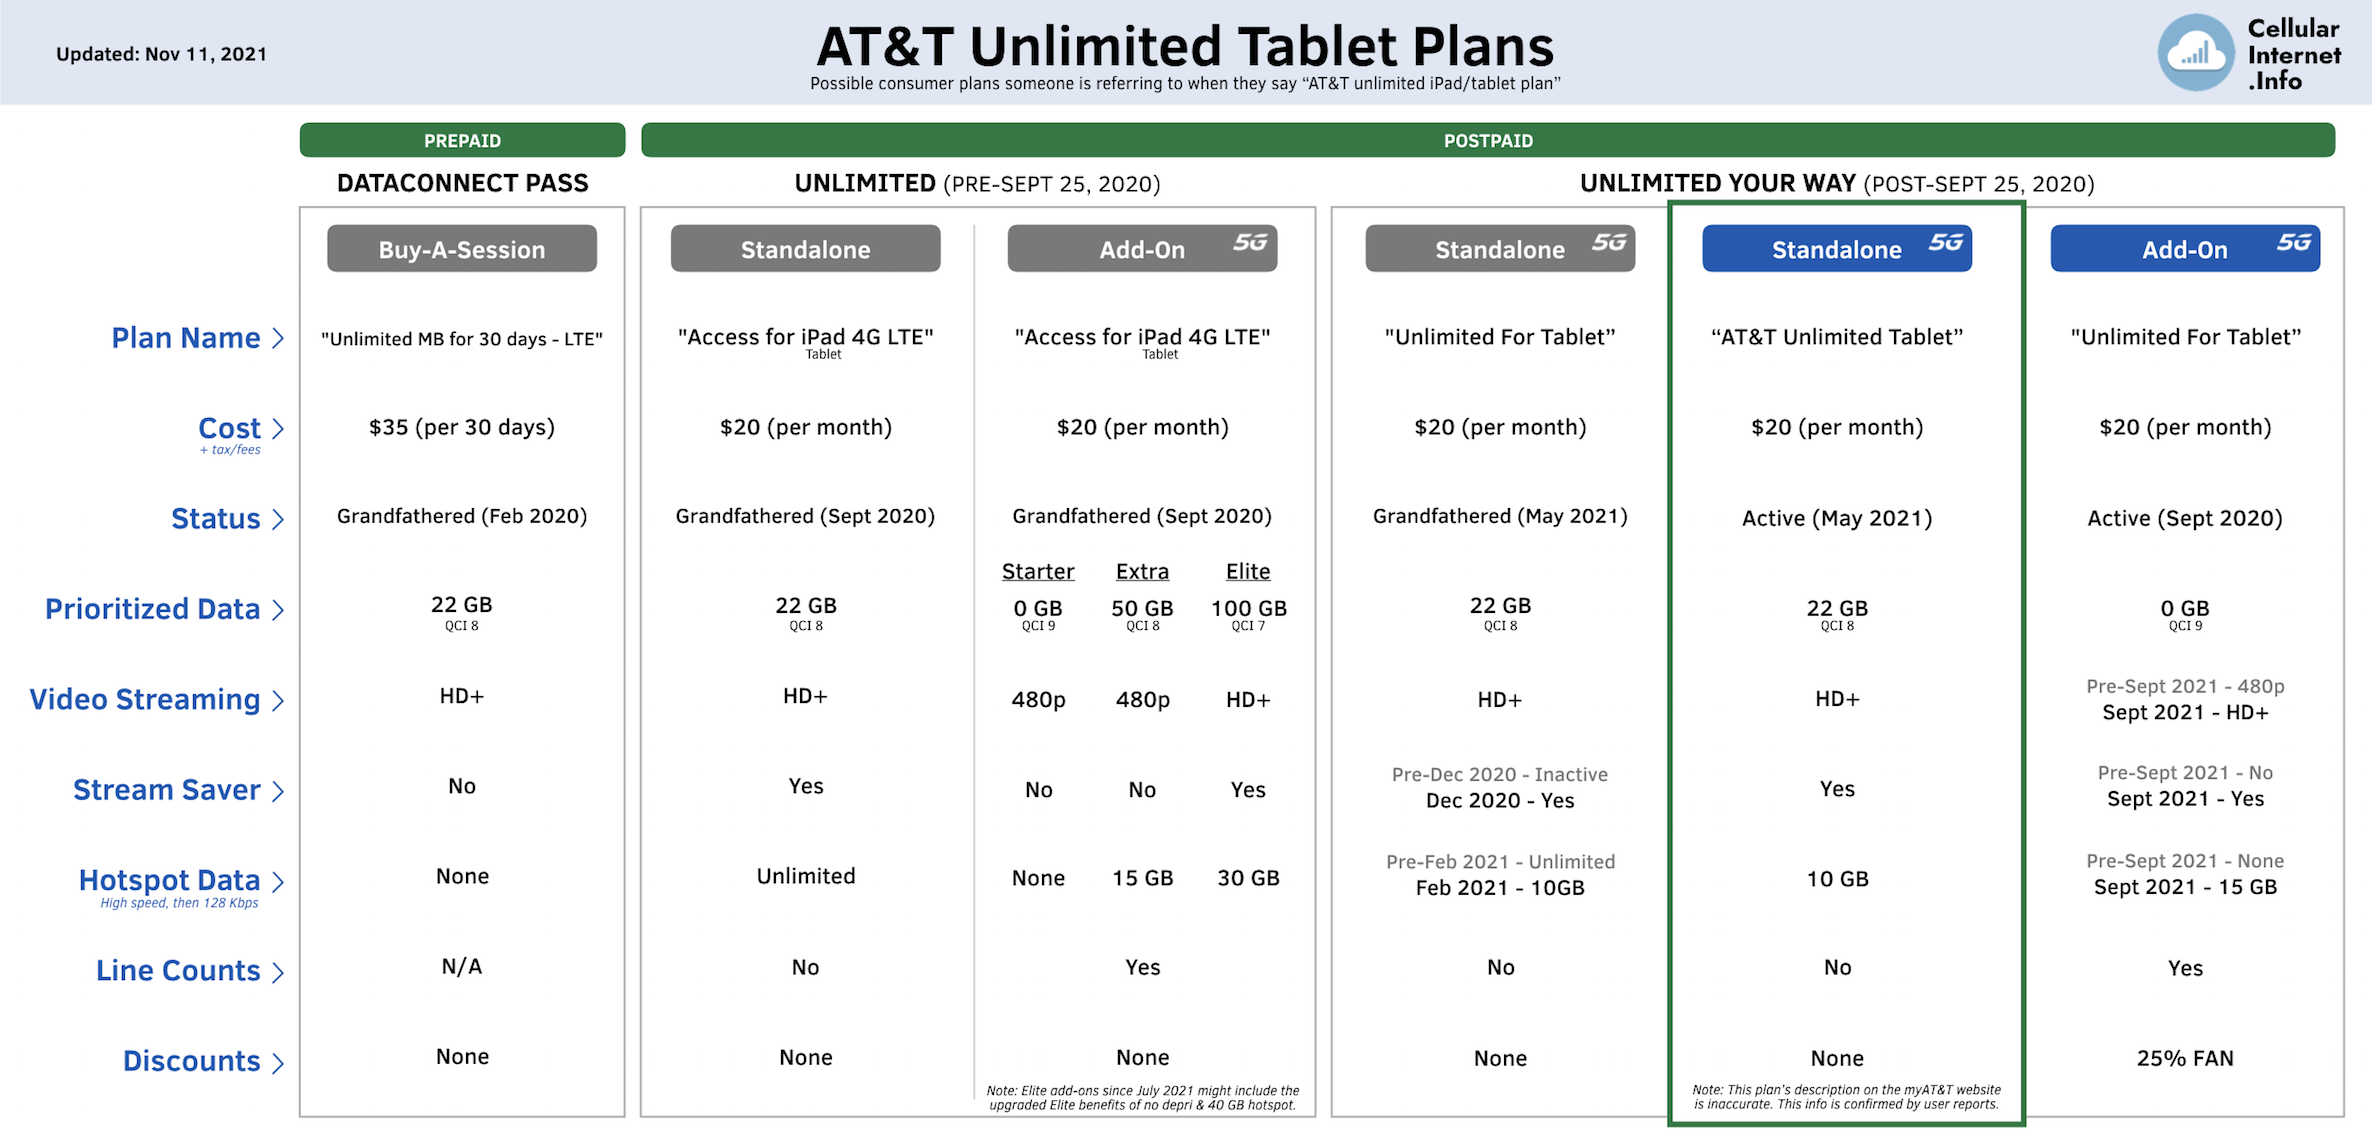 Updated: Nov 11, 2021
AT&T Unlimited Tablet Plans
Possible consumer plans someone is referring to when they say “AT&T unlimited iPad/tablet plan”
Cellular
Internet
.Info
PREPAID
POSTPAID
DATACONNECT PASS
UNLIMITED (PRE-SEPT 25, 2020)
UNLIMITED YOUR WAY (POST-SEPT 25, 2020)
Buy-A-Session
Standalone
Add-On 5G
Standalone 5G
Standalone 5G
Add-On 5G
Plan Name >
"Unlimited MB for 30 days - LTE"
"Access for iPad 4G LTE"
Tablet
"Access for iPad 4G LTE"
Tablet
"Unlimited For Tablet”
“AT&T Unlimited Tablet”
"Unlimited For Tablet”
Cost >
+ tax/fees
$35 (per 30 days)
$20 (per month)
$20 (per month)
$20 (per month)
$20 (per month)
$20 (per month)
Status >
Grandfathered (Feb 2020)
Grandfathered (Sept 2020)
Grandfathered (Sept 2020)
Grandfathered (May 2021)
Active (May 2021)
Active (Sept 2020)
Starter Extra Elite
Prioritized Data >
22 GB
QCI 8
22 GB
QCI 8
0 GB 50 GB 100 GB
QCI 9 QCI 8 QCI 7
22 GB
QCI 8
22 GB
QCI 8
0 GB
QCI 9
Video Streaming >
HD+
HD+
480p 480p HD+
HD+
HD+
Pre-Sept 2021 - 480p
Sept 2021 - HD+
Stream Saver >
No
Yes
No No Yes
Pre-Dec 2020 - Inactive
Dec 2020 - Yes
Yes
Pre-Sept 2021 - No
Sept 2021 - Yes
Hotspot Data >
High speed, then 128 Kbps
None
Unlimited
None 15 GB 30 GB
Pre-Feb 2021 - Unlimited
Feb 2021 - 10GB
10 GB
Pre-Sept 2021 - None
Sept 2021 - 15 GB
Line Counts >
N/A
No
Yes
No
No
Yes
Discounts >
None
None
None
None
None
25% FAN
Note: Elite add-ons since July 2021 might include the
upgraded Elite benefits of no depri & 40 GB hotspot.
Note: This plan’s description on the myAT&T website
is inaccurate. This info is confirmed by user reports.